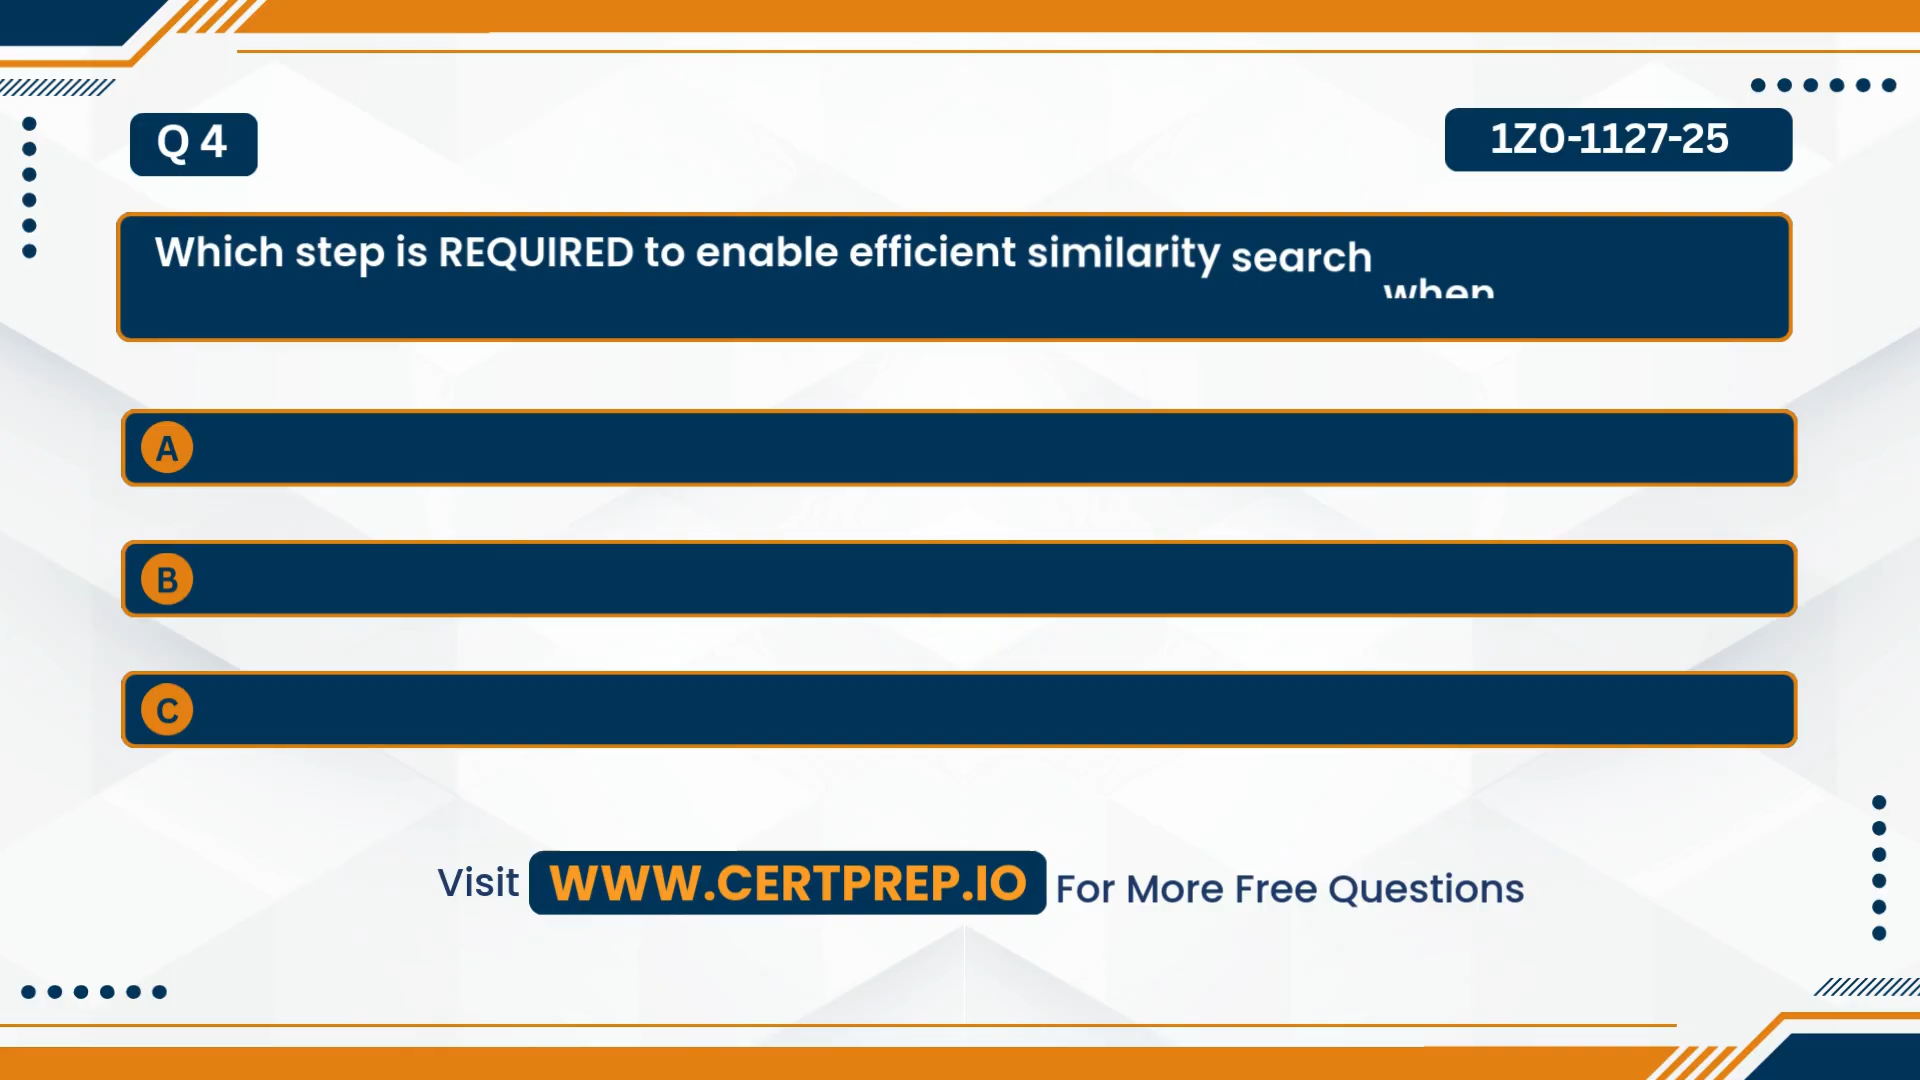 Q 4
1Z0-1127-25
Which step is REQUIRED to enable efficient similarity search when
A
B
C
Visit WWW.CERTPREP.IO For More Free Questions